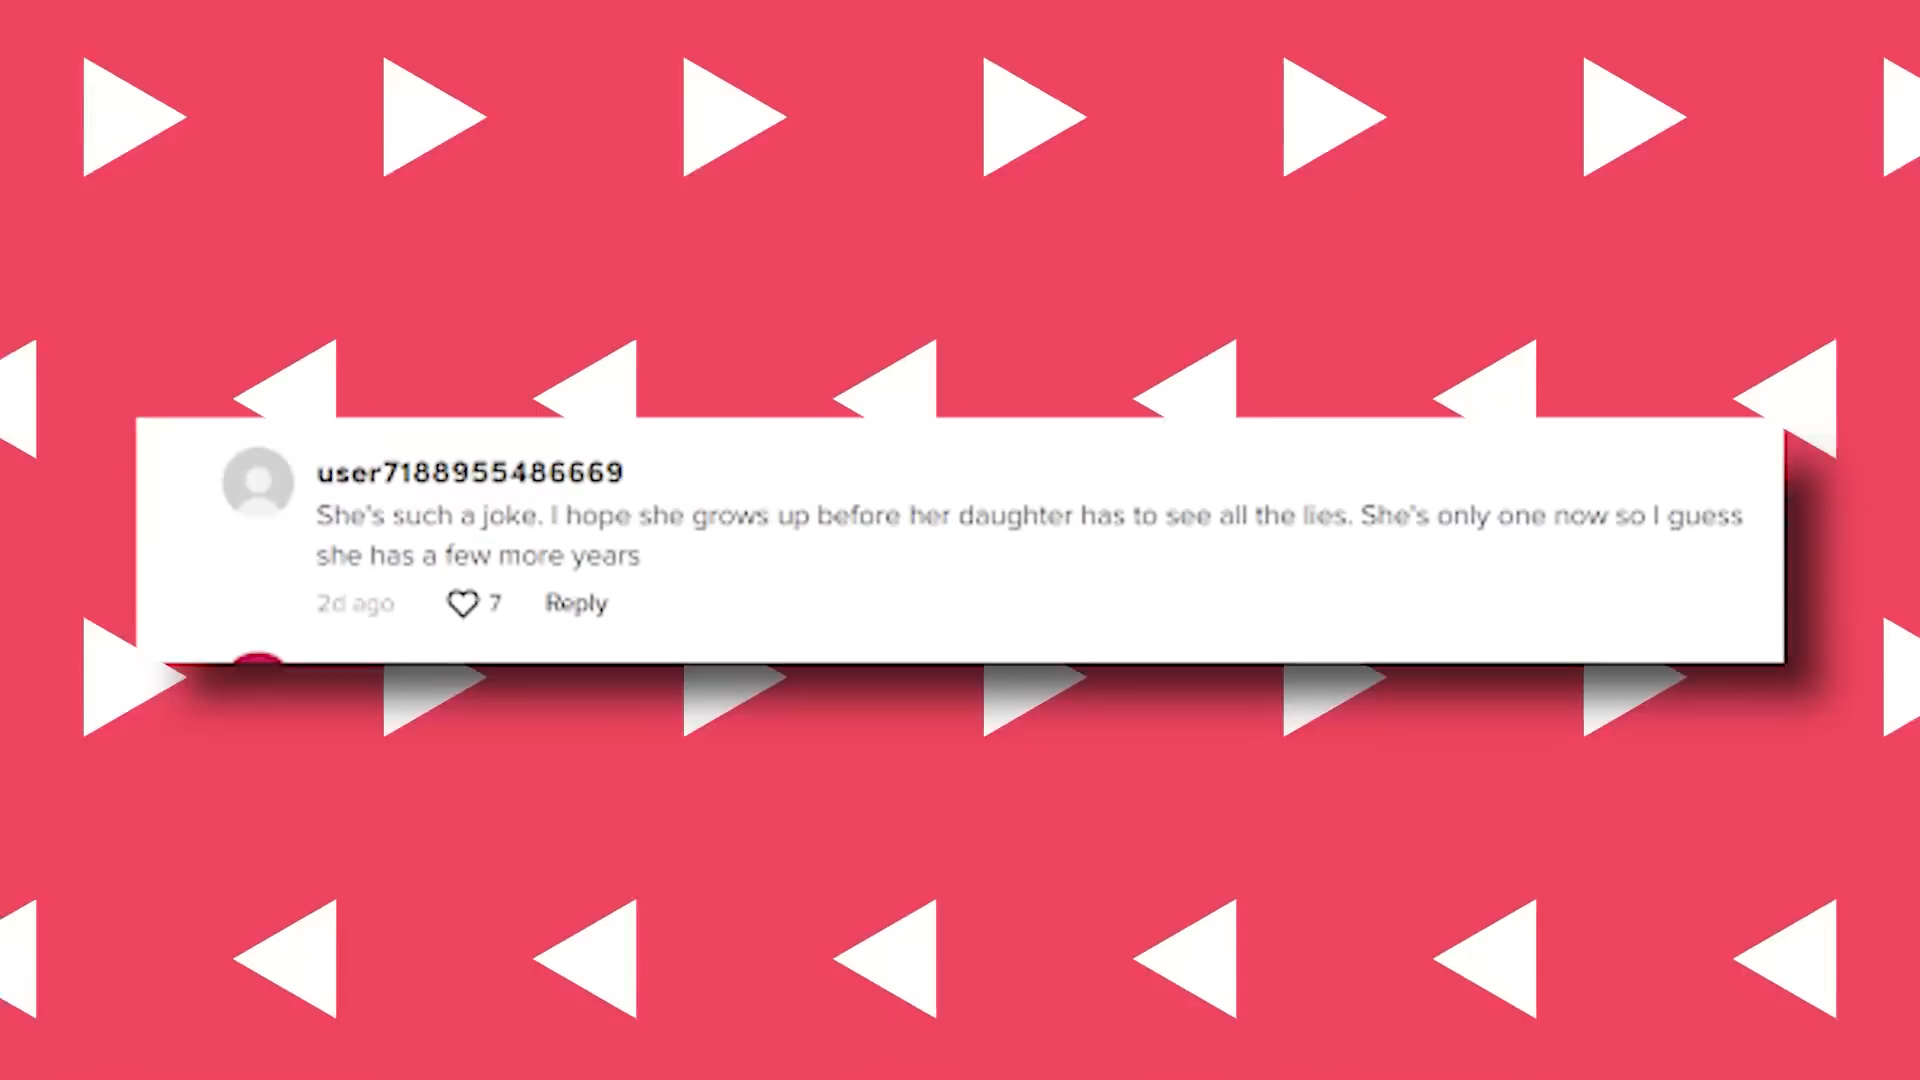 user7188955486669
She's such a joke. I hope she grows up before her daughter has to see all the lies. She's only one now so I guess
she has a few more years
2d ago 7 Reply